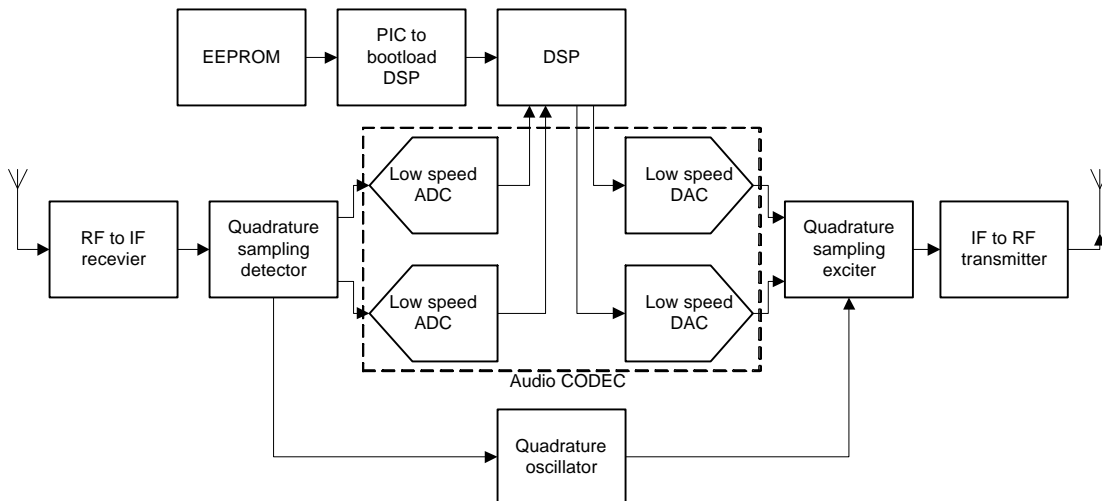 EEPROM
PIC to
bootload
DSP
DSP
Low speed
ADC
Low speed
DAC
RF to IF
recevier
Quadrature
sampling
detector
Quadrature
sampling
exciter
IF to RF
transmitter
Low speed
ADC
Low speed
DAC
Audio CODEC
Quadrature
oscillator